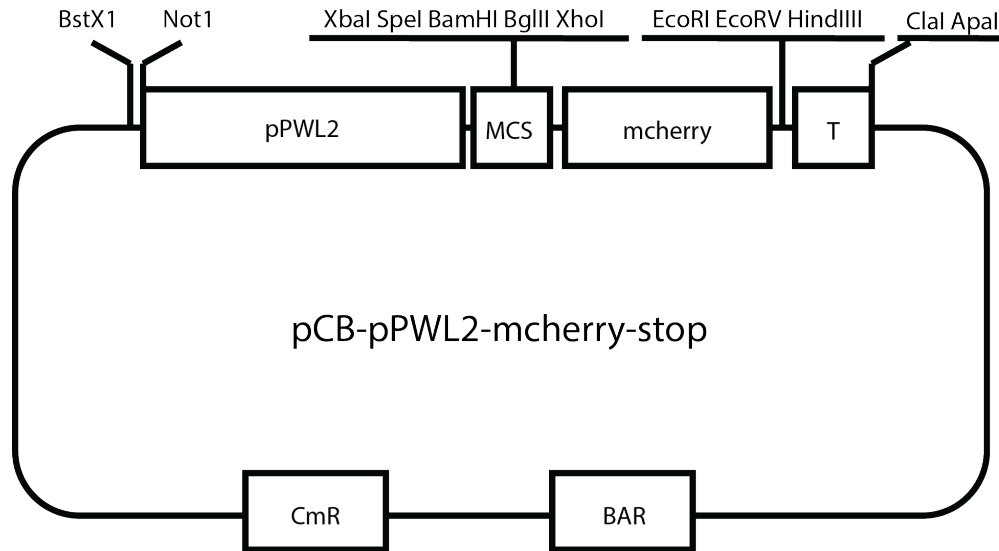 BstX1 Not1 XbaI SpeI BamHI BglII XhoI EcoRI EcoRV HindIIII ClaI ApaI
pPWL2 MCS mcherry T
pCB-pPWL2-mcherry-stop
CmR BAR